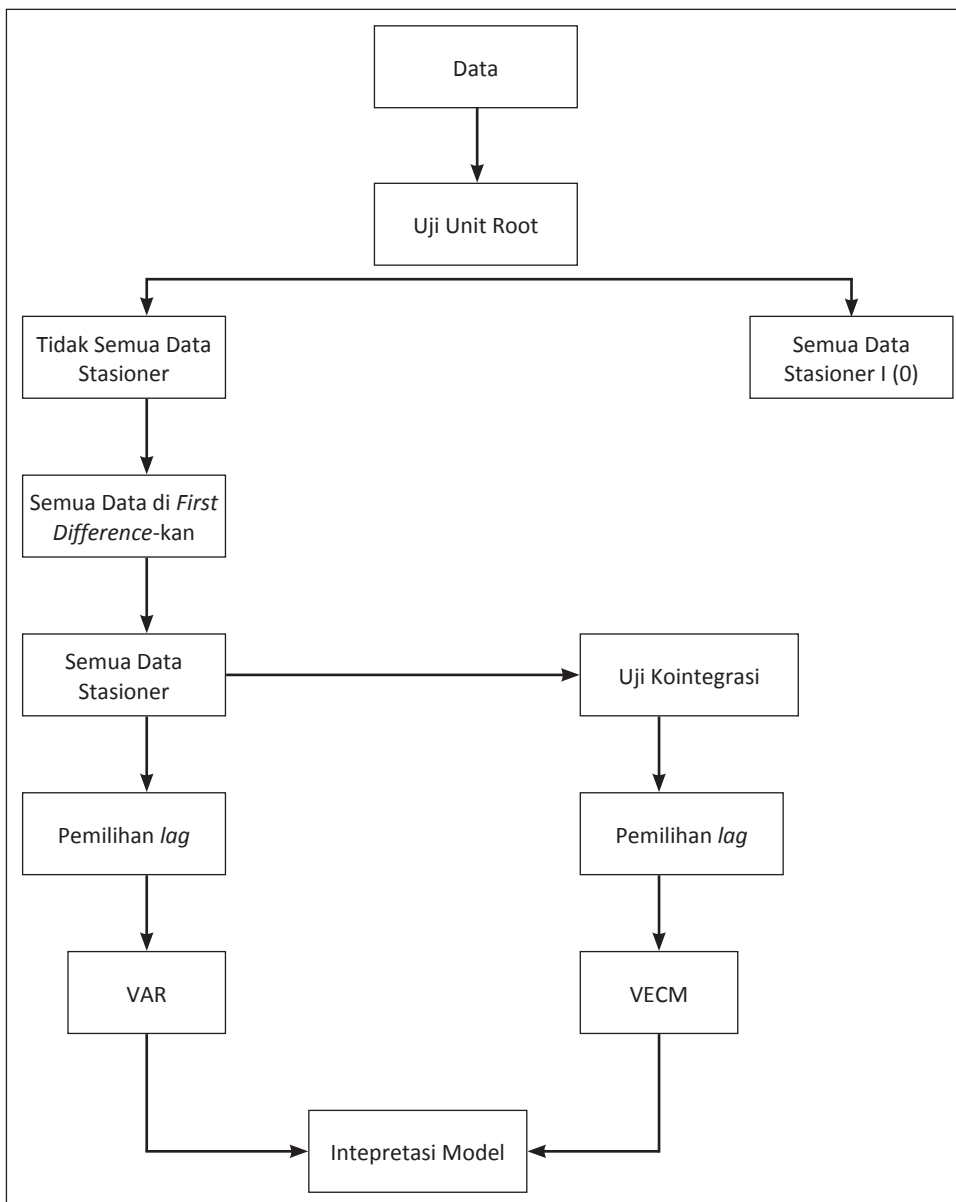 Data
Uji Unit Root
Tidak Semua Data
Stasioner
Semua Data
Stasioner I (0)
Semua Data di First
Difference-kan
Semua Data
Stasioner
Uji Kointegrasi
Pemilihan lag
Pemilihan lag
VAR
VECM
Intepretasi Model